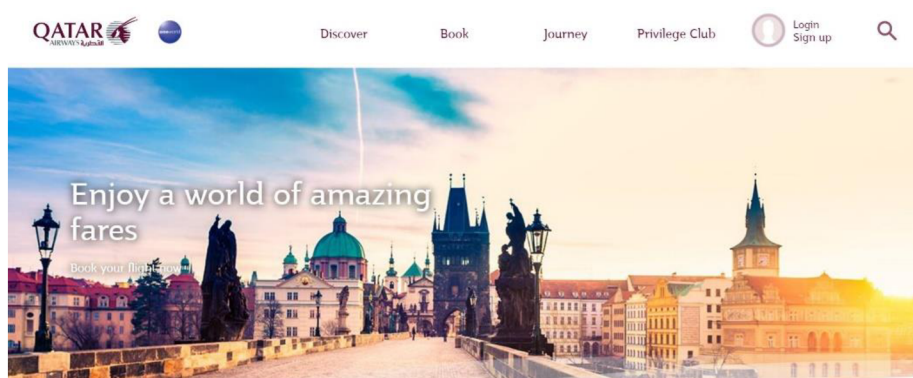 QATAR
AIRWAYS القطرية
oneworld
Discover
Book
Journey
Privilege Club
Login
Sign up
Enjoy a world of amazing
fares
Book your flight now